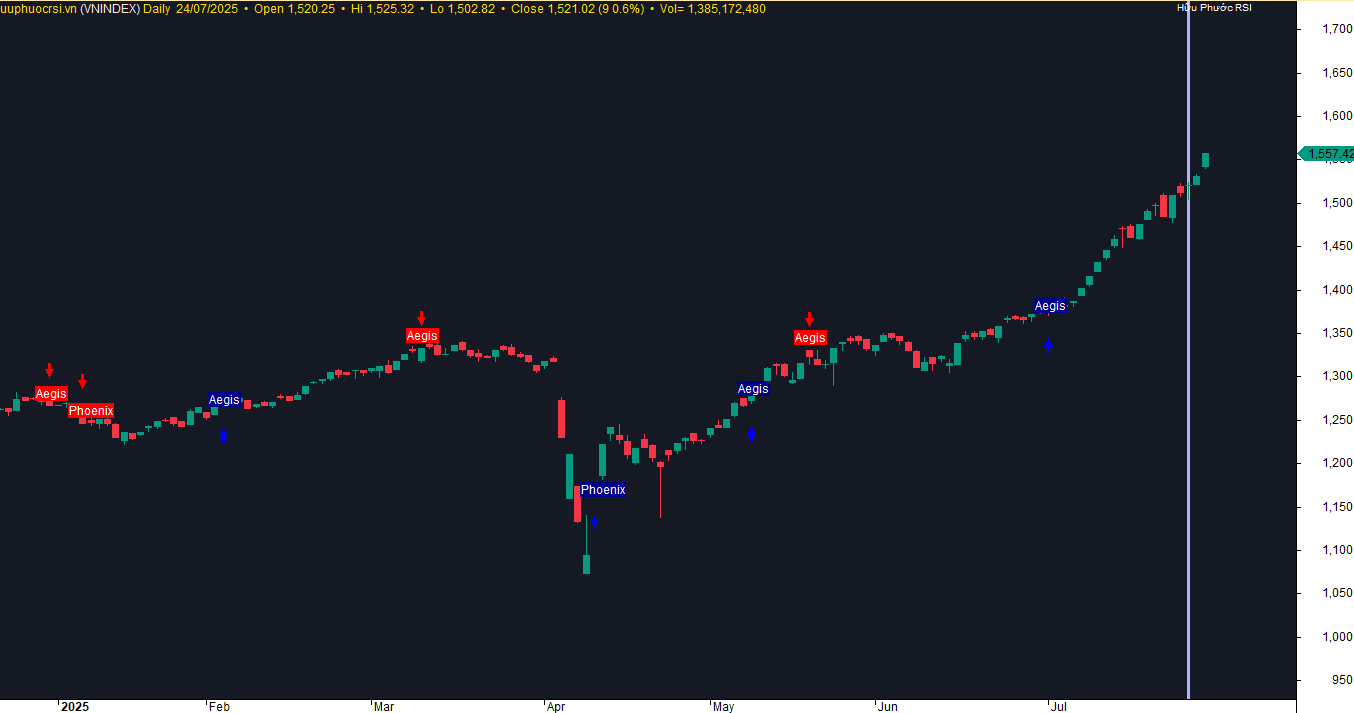 uuphuocrsi.vn (VNINDEX) Daily 24/07/2025 • Open 1,520.25 • Hi 1,525.32 • Lo 1,502.82 • Close 1,521.02 (9 0.6%) • Vol= 1,385,172,480
Hữu Phước RSI
1,700
1,650
1,600
1,557.42
1,500
1,450
1,400
Aegis
1,350
Aegis
Aegis
1,300
Aegis
Aegis
Aegis
Phoenix
1,250
1,200
Phoenix
1,150
1,100
1,050
1,000
950
2025 Feb Mar Apr May Jun Jul